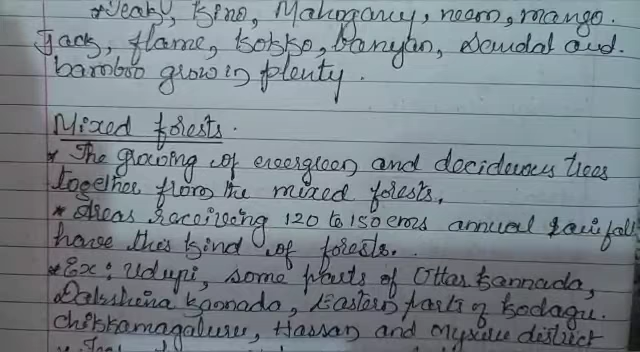 *Teak, Kino, Mahogany, neem, mango.
Jack, flame, Kokko, banyan, Sandal and.
bamboo grow in plenty.
Mixed forests.
* The growing of evergreen and deciduous trees
together from the mixed forests.
* Areas Receiving 120 to 150 cms annual rainfall
have this kind of forests.
*Ex: Udupi, some parts of Uttar Kannada,
Dakshina Kannada, Eastern parts of Kodagu.
Chikkamagaluru, Hassan and Mysuru district